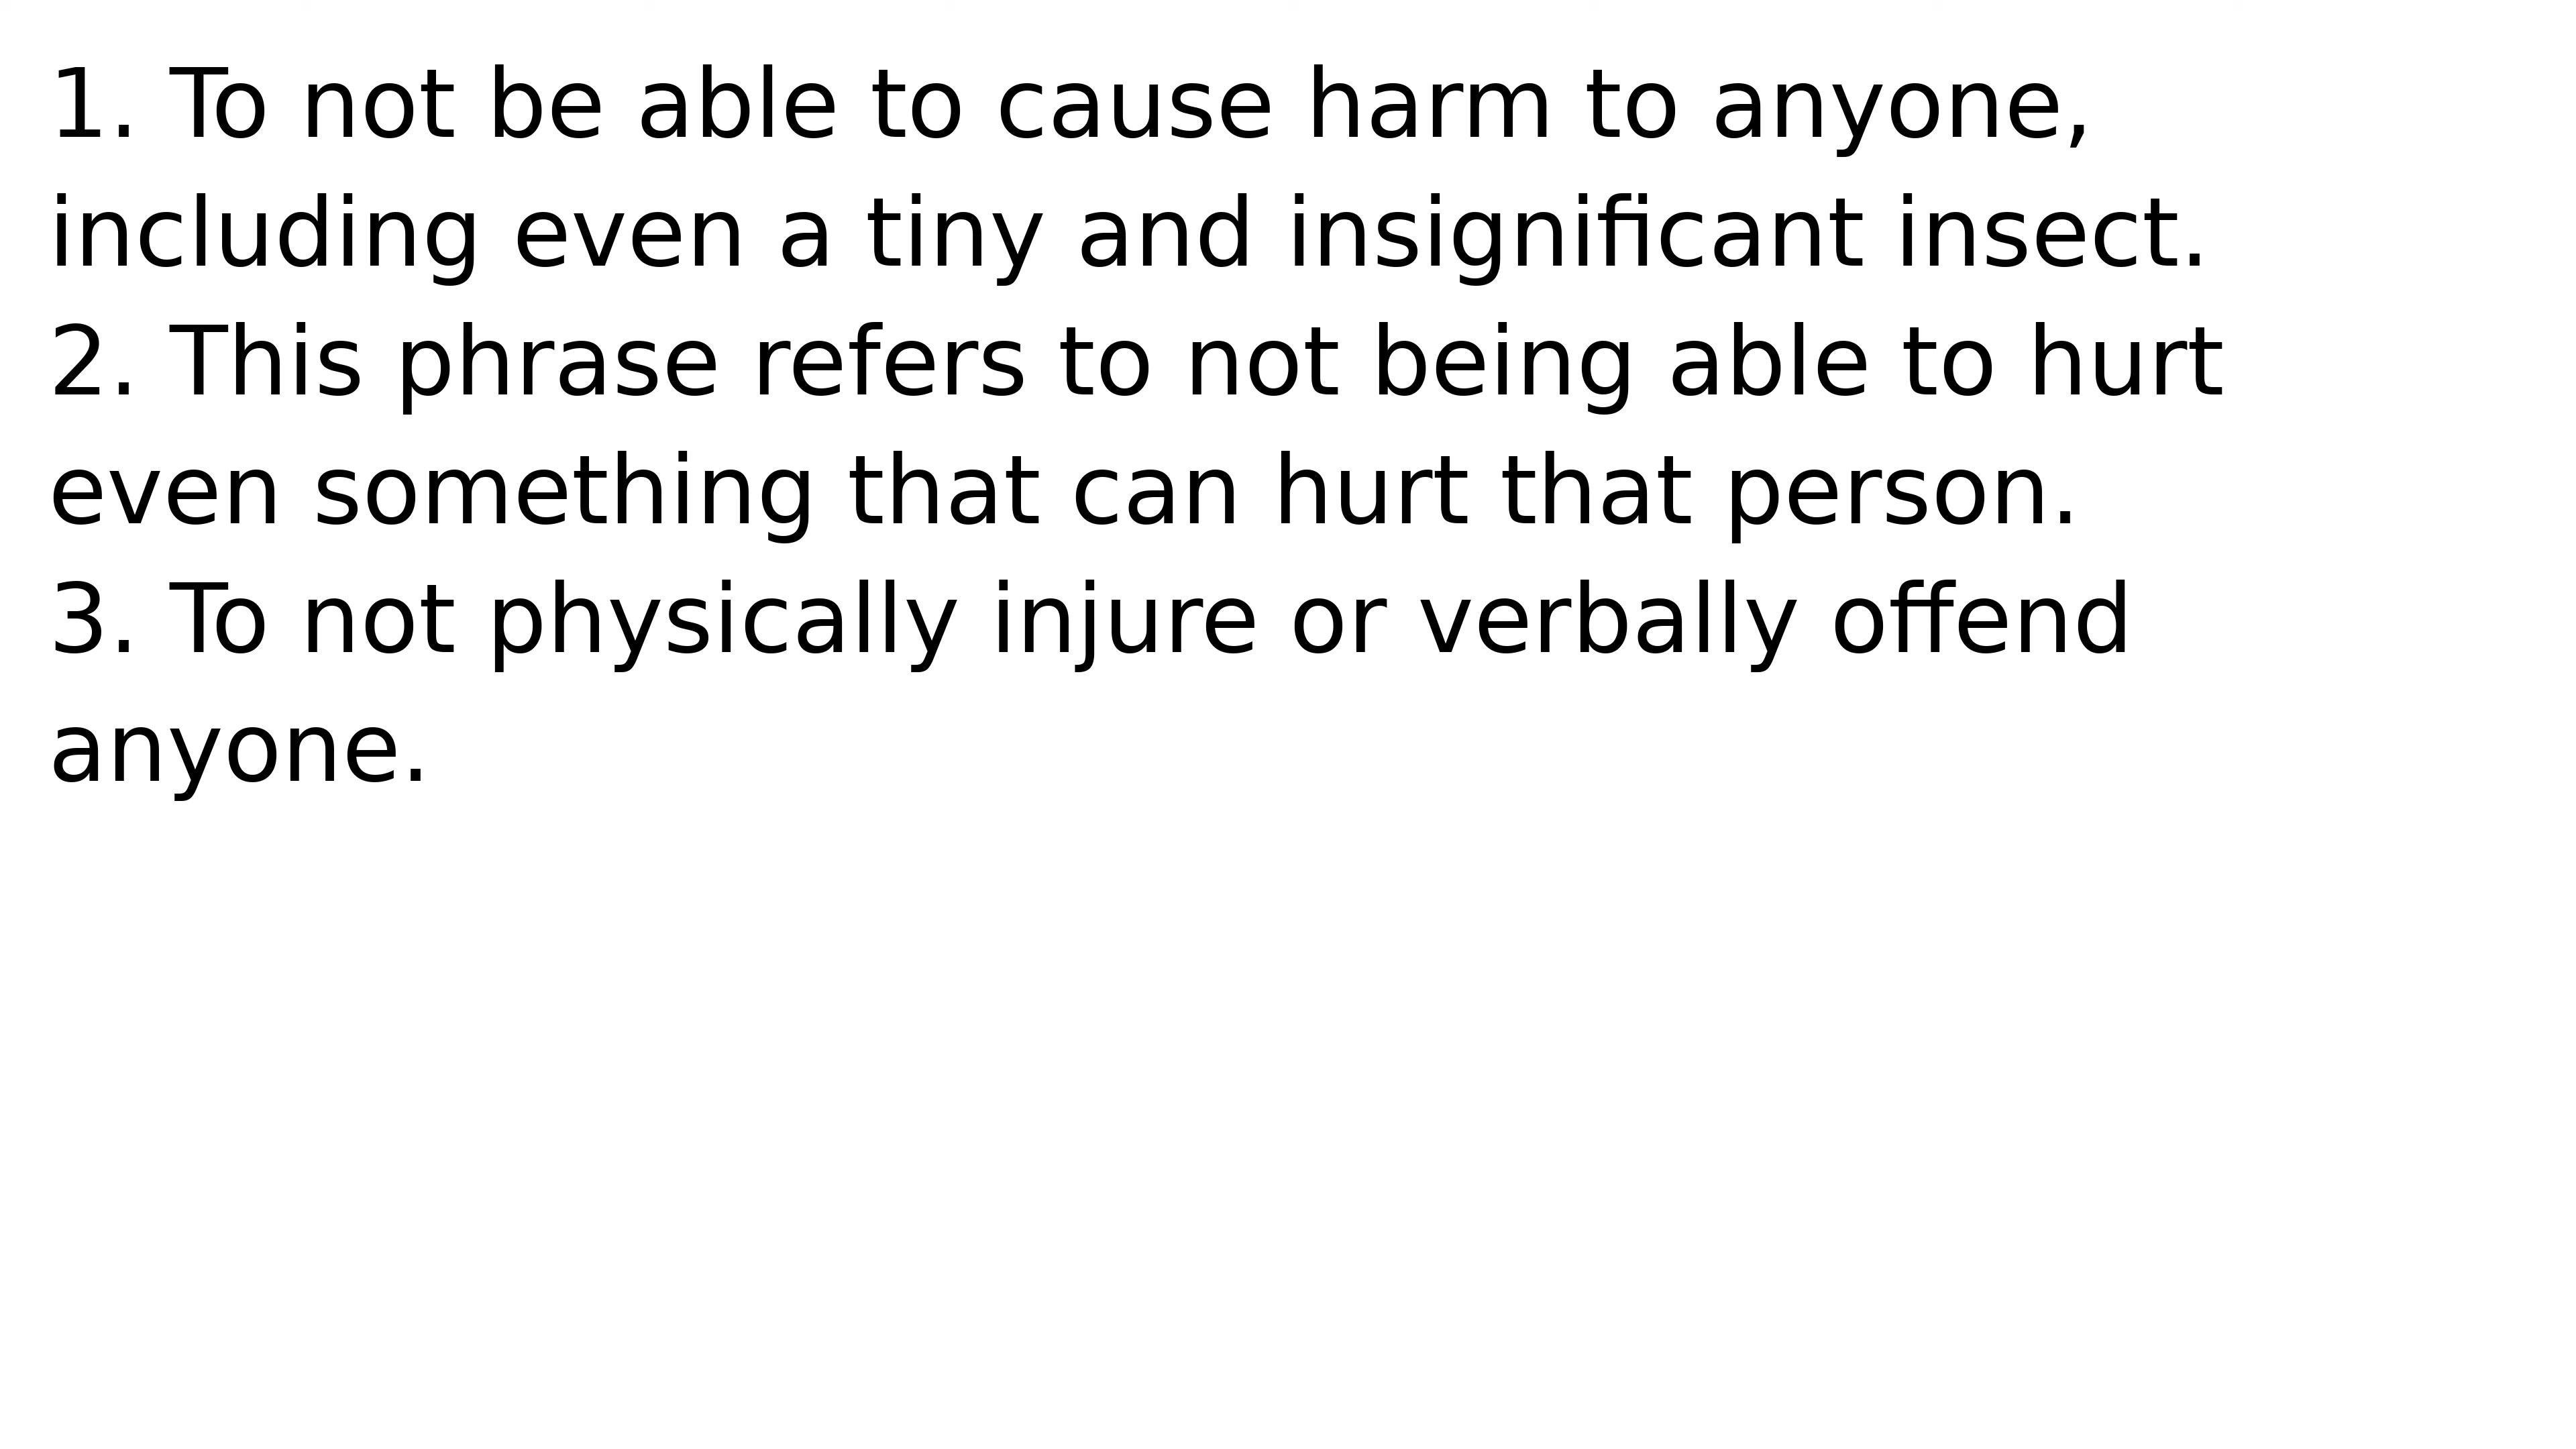 1. To not be able to cause harm to anyone,
including even a tiny and insignificant insect.
2. This phrase refers to not being able to hurt
even something that can hurt that person.
3. To not physically injure or verbally offend
anyone.